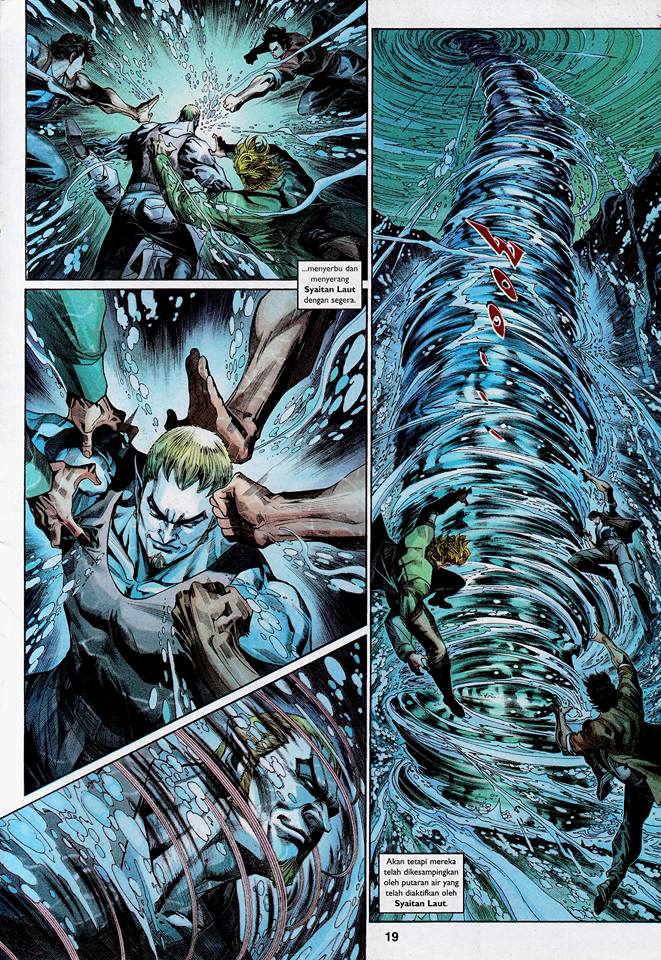 ...menyerbu dan
menyerang
Syaitan Laut
dengan segera.
ZOO...
Akan tetapi mereka
telah dikesampingkan
oleh putaran air yang
telah diaktifkan oleh
Syaitan Laut.
19